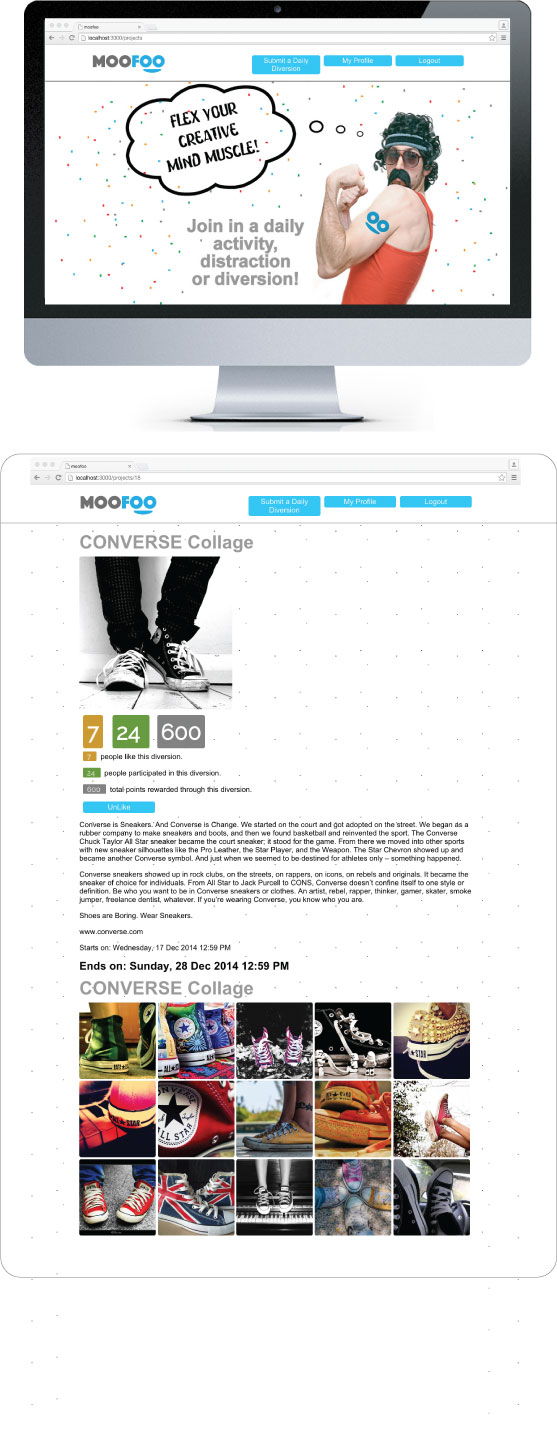 moofoo
localhost:3000/projects
MOOFOO
Submit a Daily
Diversion
My Profile
Logout
FLEX YOUR
CREATIVE
MIND MUSCLE!
Join in a daily
activity,
distraction
or diversion!
moofoo
localhost:3000/projects/18
MOOFOO
Submit a Daily
Diversion
My Profile
Logout
CONVERSE Collage
7 24 600
7 people like this diversion.
24 people participated in this diversion.
600 total points rewarded through this diversion.
UnLike
Converse is Sneakers. And Converse is Change. We started on the court and got adopted on the street. We began as a
rubber company to make sneakers and boots, and then we found basketball and reinvented the sport. The Converse
Chuck Taylor All Star sneaker became the court sneaker; it stood for the game. From there we moved into other sports
with new sneaker silhouettes like the Pro Leather, the Star Player, and the Weapon. The Star Chevron showed up and
became another Converse symbol. And just when we seemed to be destined for athletes only – something happened.
Converse sneakers showed up in rock clubs, on the streets, on rappers, on icons, on rebels and originals. It became the
sneaker of choice for individuals. From All Star to Jack Purcell to CONS, Converse doesn't confine itself to one style or
definition. Be who you want to be in Converse sneakers or clothes. An artist, rebel, rapper, thinker, gamer, skater, smoke
jumper, freelance dentist, whatever. If you're wearing Converse, you know who you are.
Shoes are Boring. Wear Sneakers.
www.converse.com
Starts on: Wednesday, 17 Dec 2014 12:59 PM
Ends on: Sunday, 28 Dec 2014 12:59 PM
CONVERSE Collage
ALL STAR
ALL STAR
CONVERSE
ALL STAR